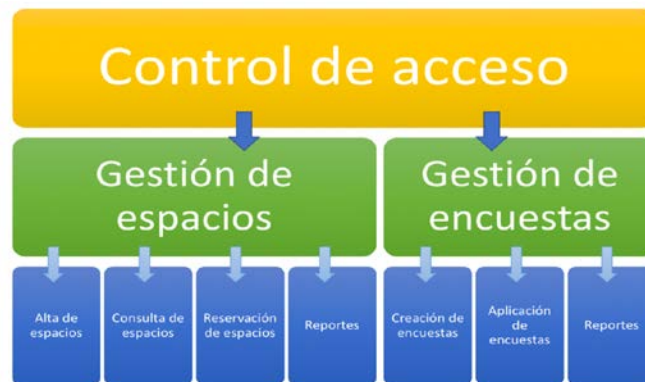 Control de acceso
Gestión de
espacios
Gestión de
encuestas
Alta de
espacios
Consulta de
espacios
Reservación
de espacios
Reportes
Creación de
encuestas
Aplicación
de
encuestas
Reportes